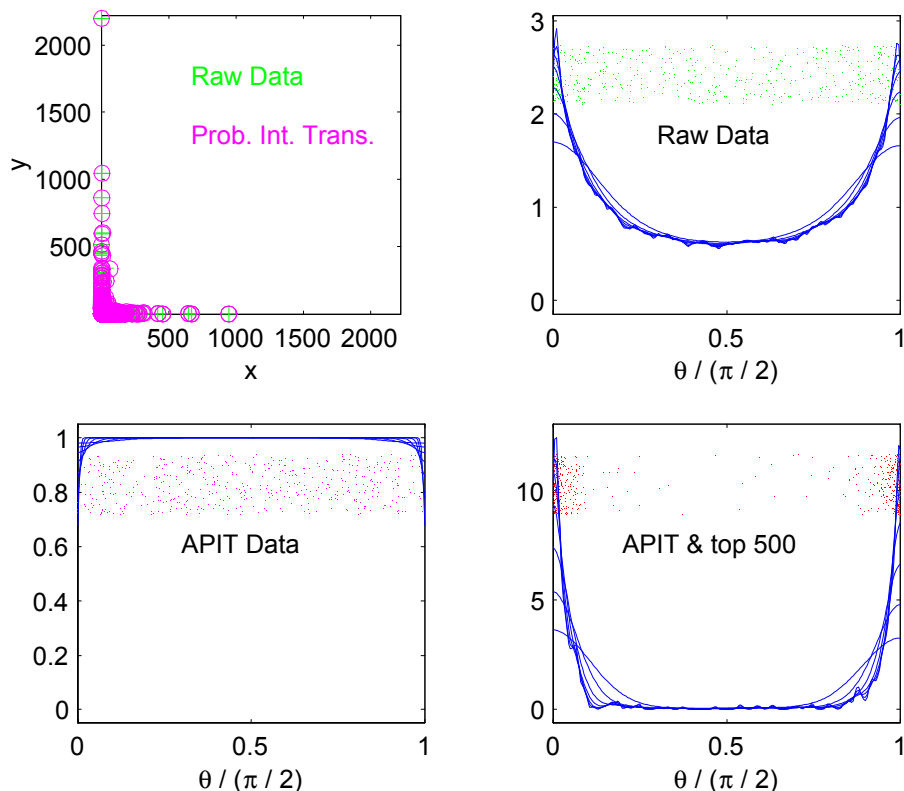 2000
1500
1000
500
y
Raw Data
Prob. Int. Trans.
500 1000 1500 2000
x
3
2
1
0
Raw Data
0 0.5 1
θ / (π / 2)
1
0.8
0.6
0.4
0.2
0
APIT Data
0 0.5 1
θ / (π / 2)
10
5
0
APIT & top 500
0 0.5 1
θ / (π / 2)